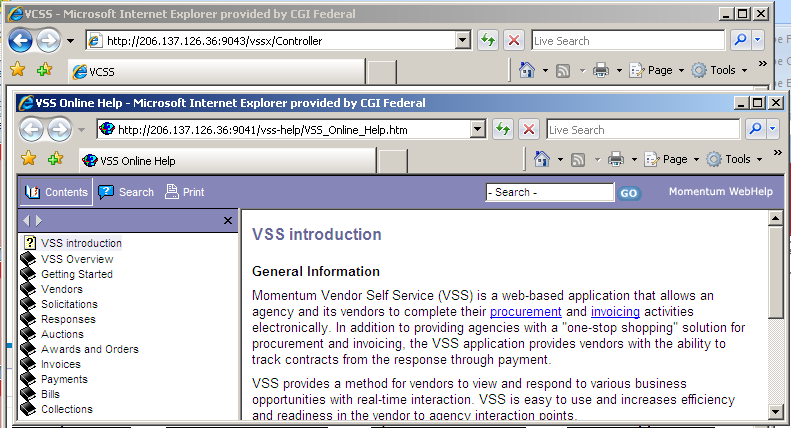 VCSS - Microsoft Internet Explorer provided by CGI Federal
http://206.137.126.36:9043/vssx/Controller
Live Search
VCSS
Page
Tools
VSS Online Help - Microsoft Internet Explorer provided by CGI Federal
http://206.137.126.36:9041/vss-help/VSS_Online_Help.htm
Live Search
VSS Online Help
Page
Tools
Contents
Search
Print
- Search -
GO
Momentum WebHelp
VSS introduction
VSS Overview
Getting Started
Vendors
Solicitations
Responses
Auctions
Awards and Orders
Invoices
Payments
Bills
Collections
VSS introduction
General Information
Momentum Vendor Self Service (VSS) is a web-based application that allows an
agency and its vendors to complete their procurement and invoicing activities
electronically. In addition to providing agencies with a "one-stop shopping" solution for
procurement and invoicing, the VSS application provides vendors with the ability to
track contracts from the response through payment.
VSS provides a method for vendors to view and respond to various business
opportunities with real-time interaction. VSS is easy to use and increases efficiency
and readiness in the vendor to agency interaction points.